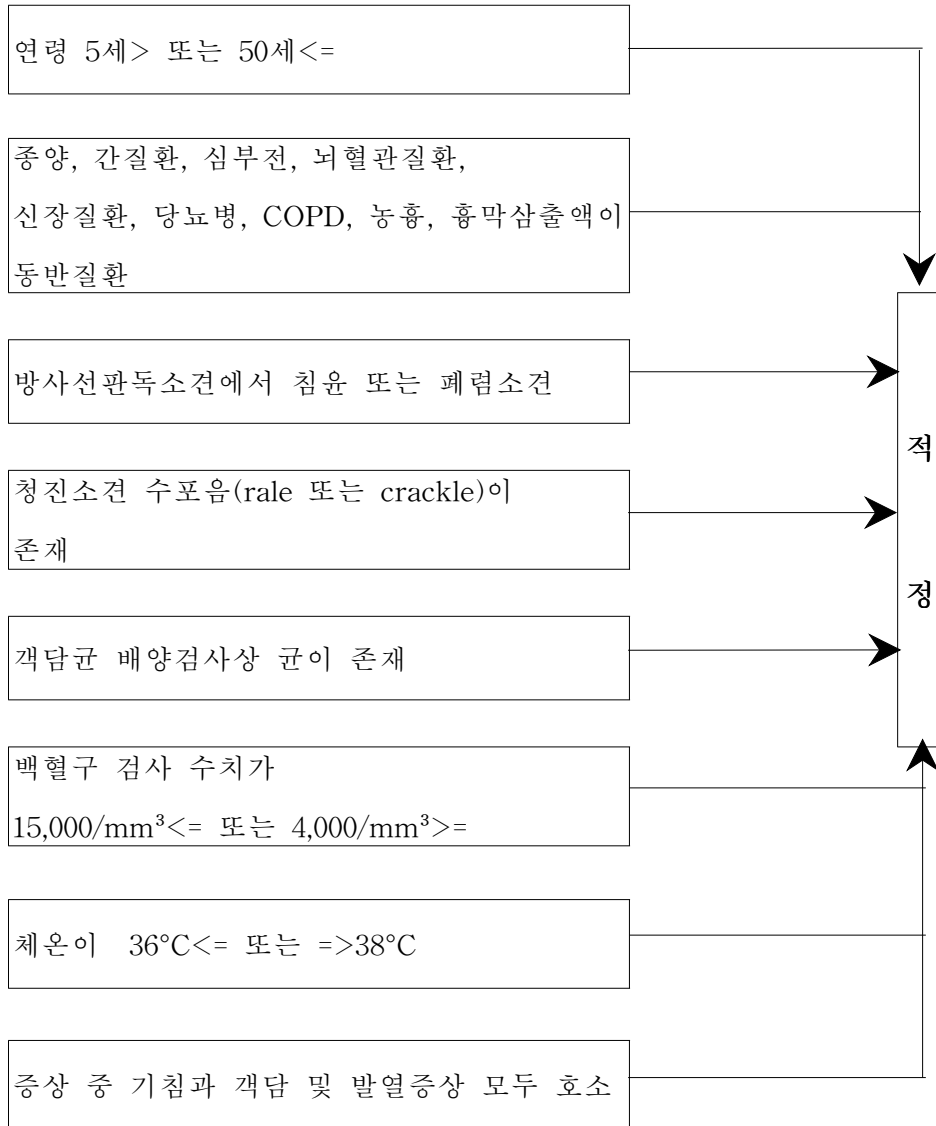 연령 5세> 또는 50세<=
종양, 간질환, 심부전, 뇌혈관질환,
신장질환, 당뇨병, COPD, 농흉, 흉막삼출액이
동반질환
방사선판독소견에서 침윤 또는 폐렴소견
적
청진소견 수포음(rale 또는 crackle)이
존재
정
객담균 배양검사상 균이 존재
백혈구 검사 수치가
15,000/mm³<= 또는 4,000/mm³>=
체온이 36°C<= 또는 =>38°C
증상 중 기침과 객담 및 발열증상 모두 호소